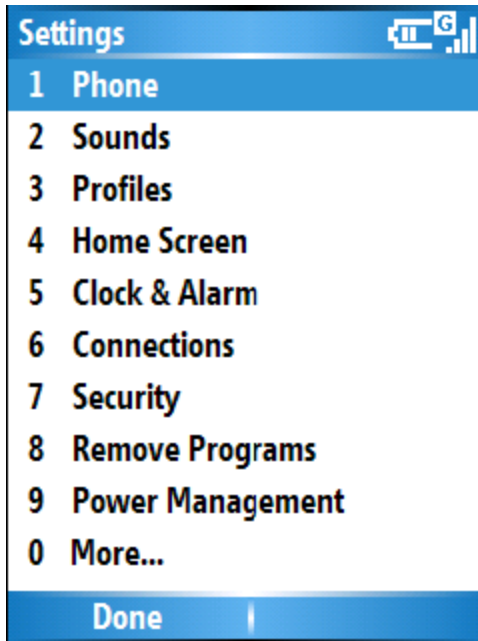 Settings G
1 Phone
2 Sounds
3 Profiles
4 Home Screen
5 Clock & Alarm
6 Connections
7 Security
8 Remove Programs
9 Power Management
0 More...
Done